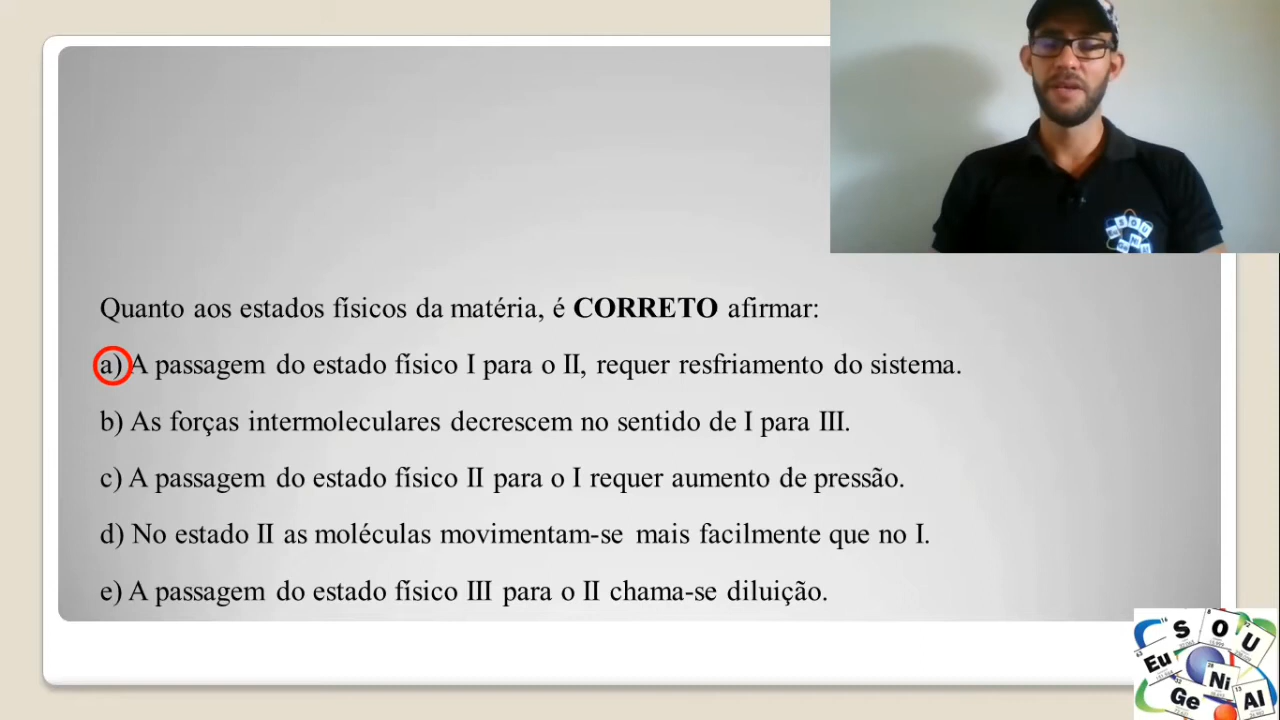 Quanto aos estados físicos da matéria, é CORRETO afirmar:
a) A passagem do estado físico I para o II, requer resfriamento do sistema.
b) As forças intermoleculares decrescem no sentido de I para III.
c) A passagem do estado físico II para o I requer aumento de pressão.
d) No estado II as moléculas movimentam-se mais facilmente que no I.
e) A passagem do estado físico III para o II chama-se diluição.
S O U
Eu Ni
Ge Al